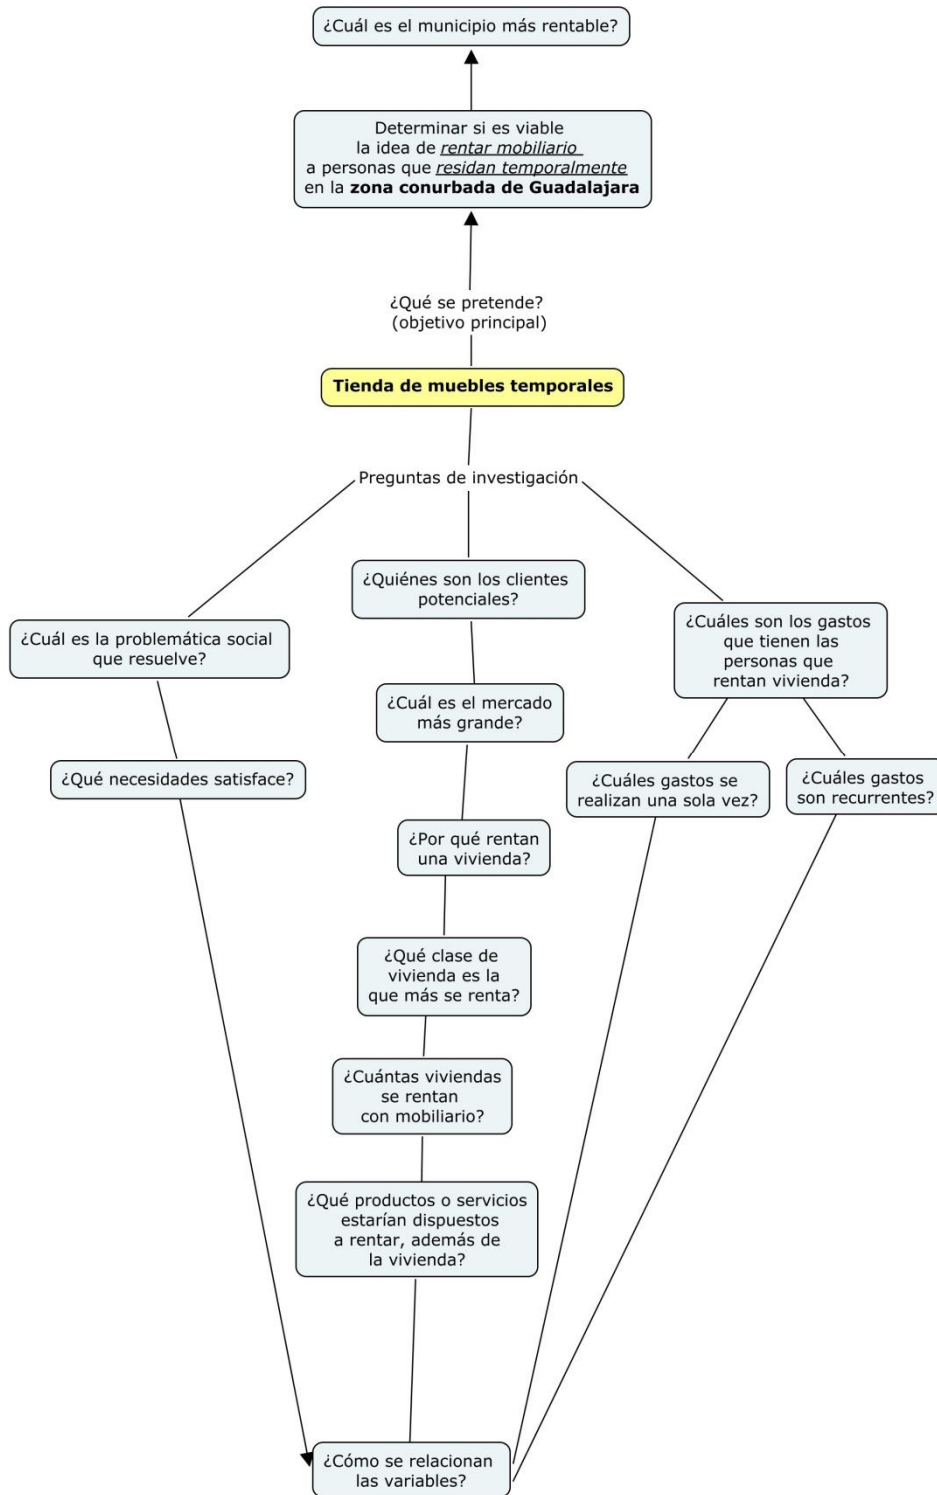 ¿Cuál es el municipio más rentable?
Determinar si es viable
la idea de rentar mobiliario
a personas que residan temporalmente
en la zona conurbada de Guadalajara
¿Qué se pretende?
(objetivo principal)
Tienda de muebles temporales
Preguntas de investigación
¿Cuál es la problemática social
que resuelve?
¿Qué necesidades satisface?
¿Quiénes son los clientes
potenciales?
¿Cuál es el mercado
más grande?
¿Por qué rentan
una vivienda?
¿Qué clase de
vivienda es la
que más se renta?
¿Cuántas viviendas
se rentan
con mobiliario?
¿Qué productos o servicios
estarían dispuestos
a rentar, además de
la vivienda?
¿Cuáles son los gastos
que tienen las
personas que
rentan vivienda?
¿Cuáles gastos se
realizan una sola vez?
¿Cuáles gastos
son recurrentes?
¿Cómo se relacionan
las variables?